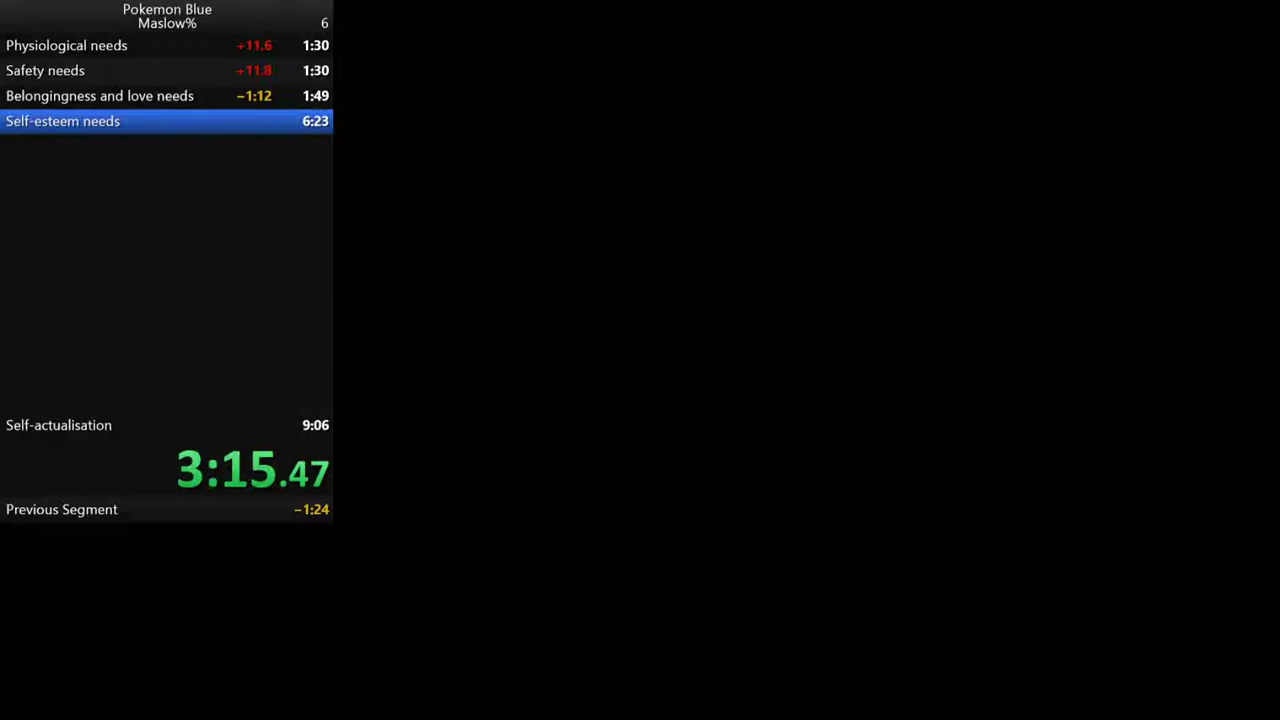 Pokemon Blue
Maslow% 6
Physiological needs +11.6 1:30
Safety needs +11.8 1:30
Belongingness and love needs −1:12 1:49
Self-esteem needs 6:23
Self-actualisation 9:06
3:15.47
Previous Segment −1:24